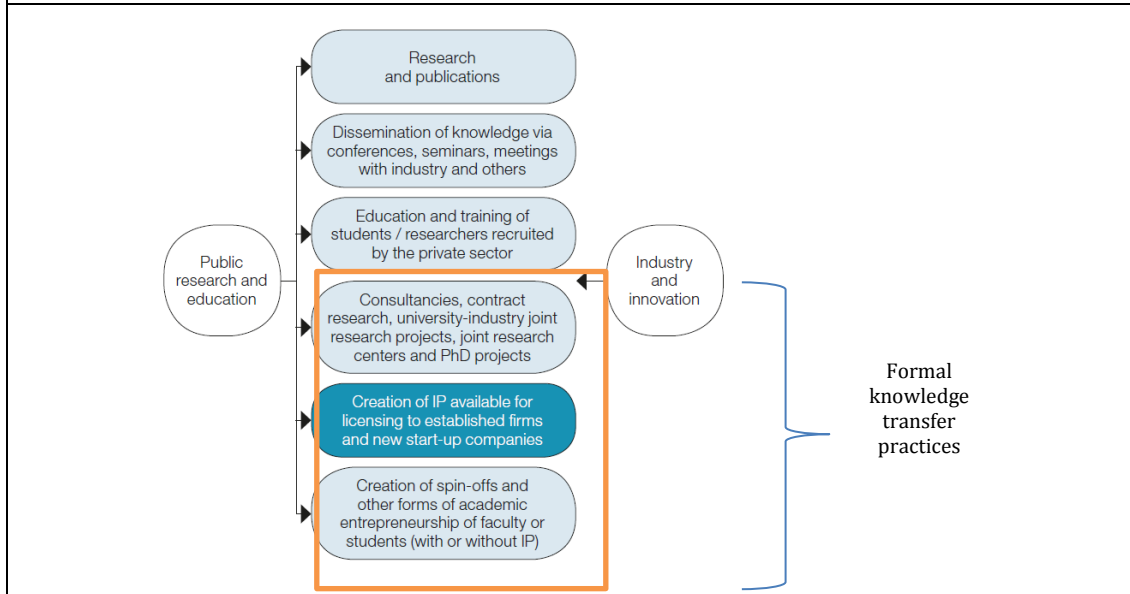 Research
and publications
Dissemination of knowledge via
conferences, seminars, meetings
with industry and others
Education and training of
students / researchers recruited
by the private sector
Public
research and
education
Industry
and
innovation
Consultancies, contract
research, university-industry joint
research projects, joint research
centers and PhD projects
Creation of IP available for
licensing to established firms
and new start-up companies
Creation of spin-offs and
other forms of academic
entrepreneurship of faculty or
students (with or without IP)
Formal
knowledge
transfer
practices